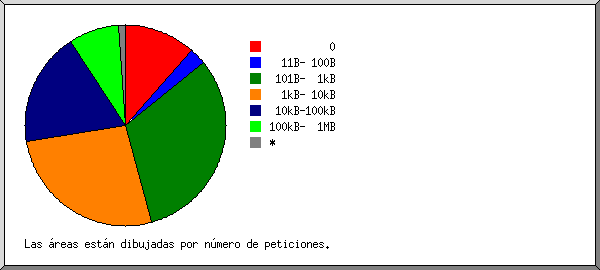 0
11B- 100B
101B- 1kB
1kB- 10kB
10kB-100kB
100kB- 1MB
*
Las áreas están dibujadas por número de peticiones.